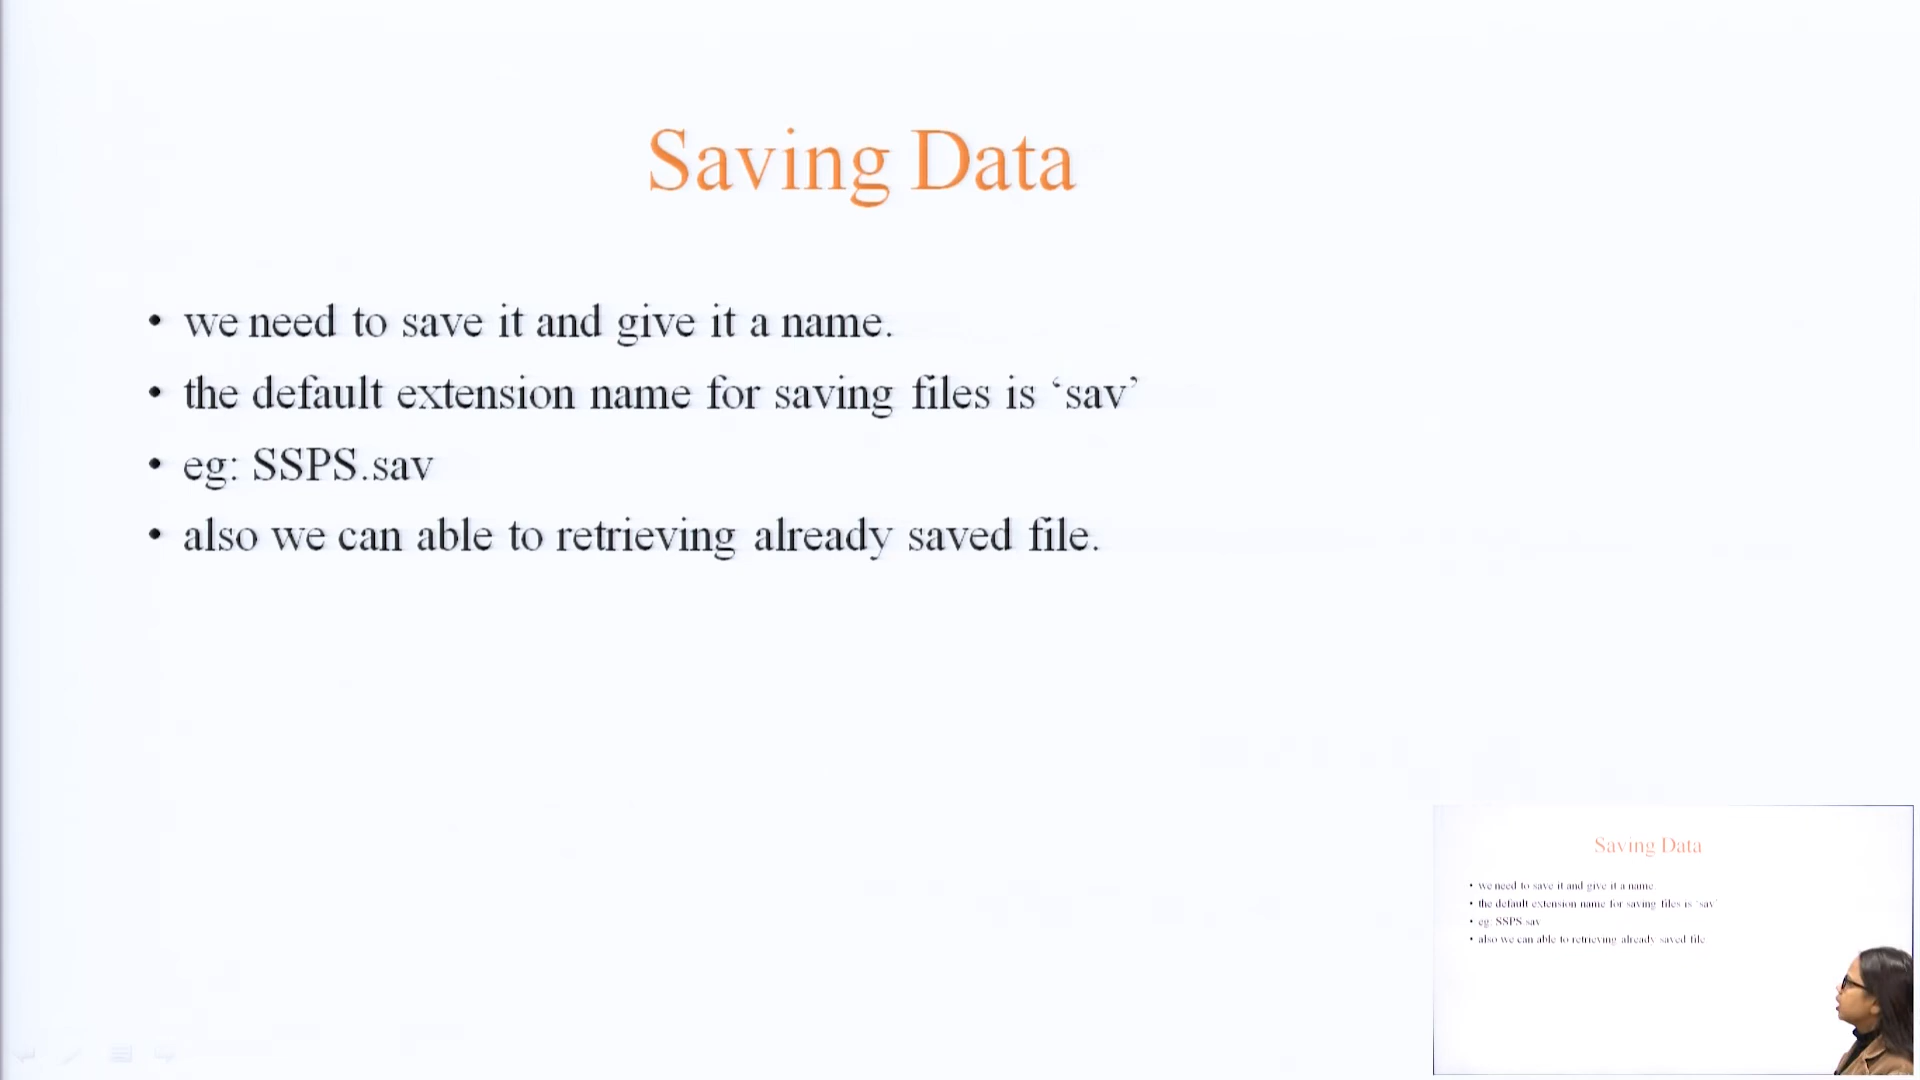 Saving Data
• we need to save it and give it a name.
• the default extension name for saving files is ‘sav’
• eg: SSPS.sav
• also we can able to retrieving already saved file.
Saving Data
• we need to save it and give it a name
• the default extension name for saving files is ‘sav’
• eg: SSPS.sav
• also we can able to retrieving already saved file